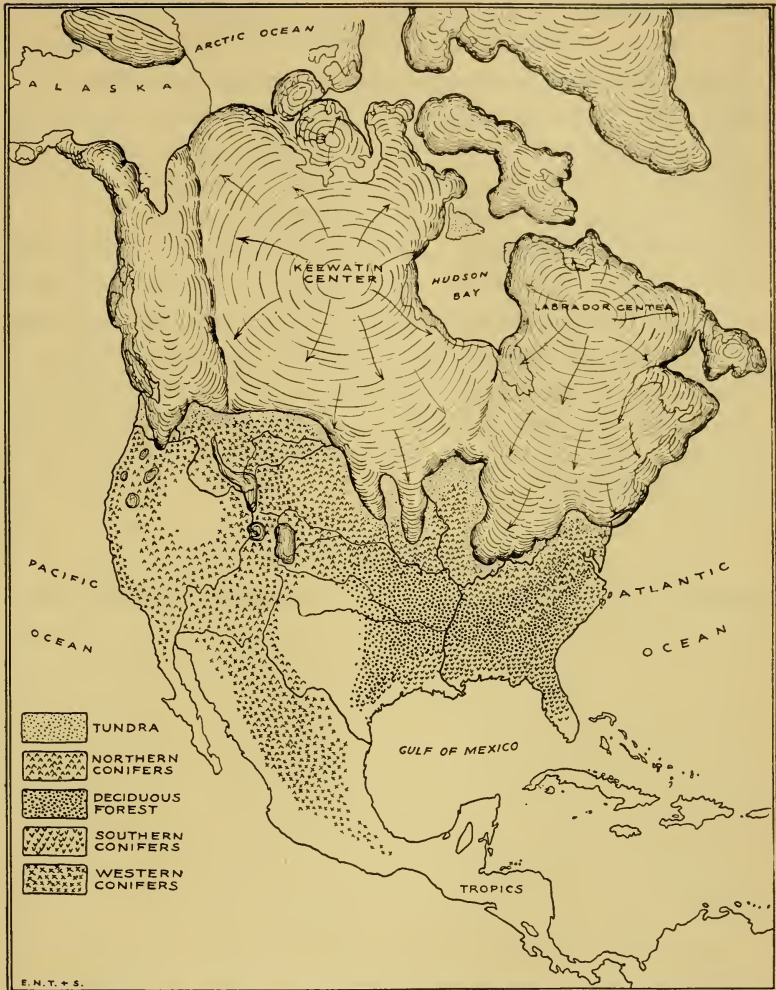 ARCTIC OCEAN
ALASKA
KEEWATIN
CENTER
HUDSON
BAY
LABRADOR CENTER
PACIFIC
OCEAN
ATLANTIC
OCEAN
GULF OF MEXICO
TROPICS
TUNDRA
NORTHERN
CONIFERS
DECIDUOUS
FOREST
SOUTHERN
CONIFERS
WESTERN
CONIFERS
E.N.T. + S.